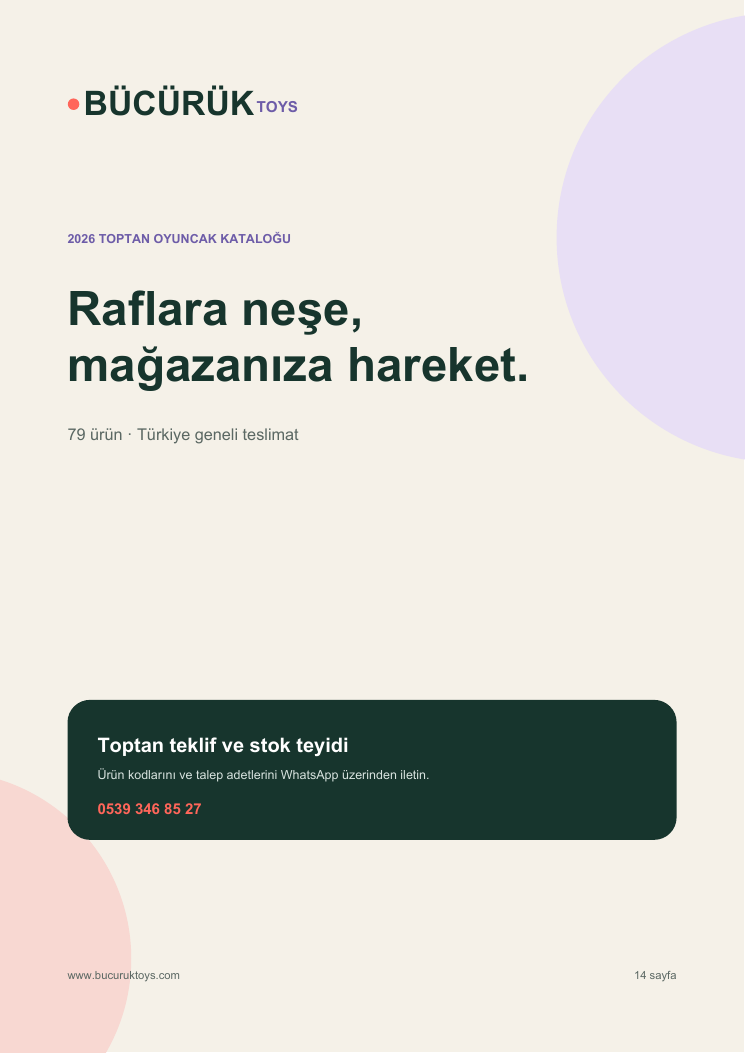 BÜCÜRÜK TOYS
2026 TOPTAN OYUNCAK KATALOĞU
Raflara neşe,
mağazanıza hareket.
79 ürün · Türkiye geneli teslimat
Toptan teklif ve stok teyidi
Ürün kodlarını ve talep adetlerini WhatsApp üzerinden iletin.
0539 346 85 27
www.bucuruktoys.com
14 sayfa